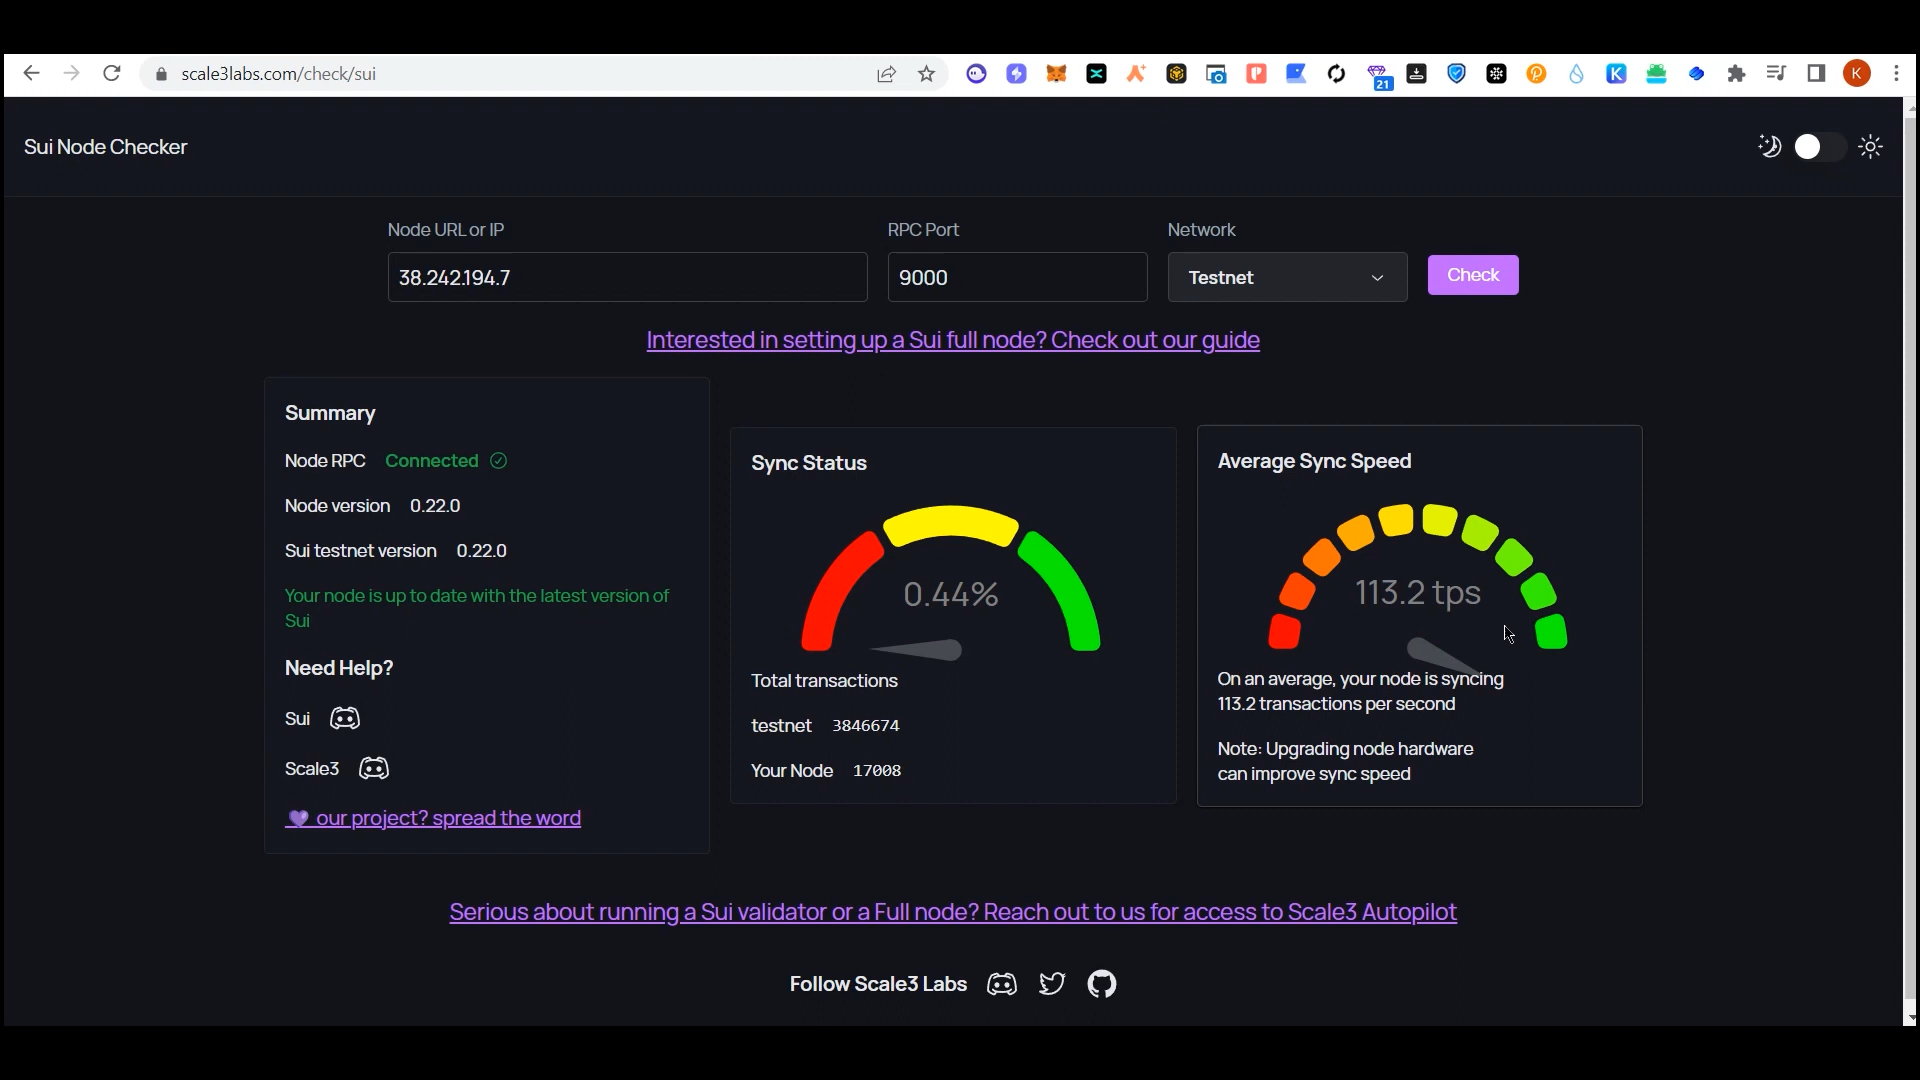 scale3labs.com/check/sui
21
K
K
Sui Node Checker
Node URL or IP
RPC Port
Network
38.242.194.7
9000
Testnet
Check
Interested in setting up a Sui full node? Check out our guide
Summary
Node RPC Connected
Node version 0.22.0
Sui testnet version 0.22.0
Your node is up to date with the latest version of
Sui
Need Help?
Sui
Scale3
our project? spread the word
Sync Status
0.44%
Total transactions
testnet 3846674
Your Node 17008
Average Sync Speed
113.2 tps
On an average, your node is syncing
113.2 transactions per second
Note: Upgrading node hardware
can improve sync speed
Serious about running a Sui validator or a Full node? Reach out to us for access to Scale3 Autopilot
Follow Scale3 Labs